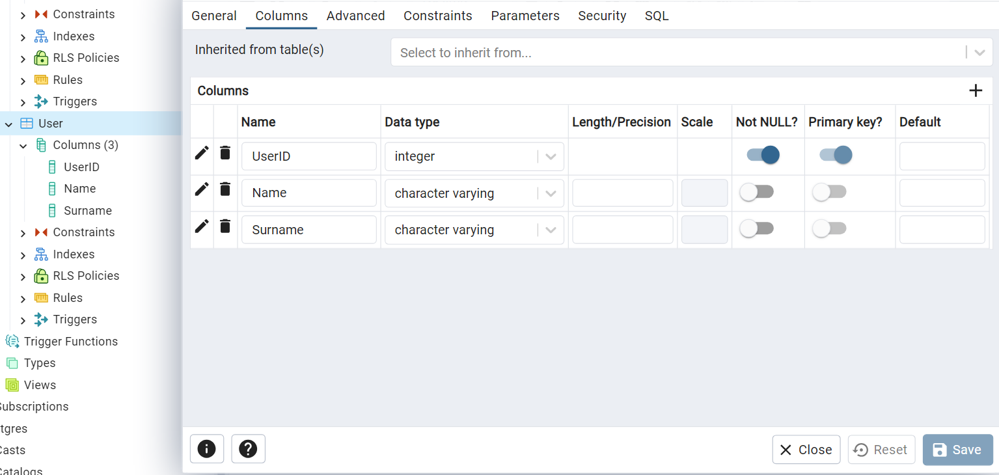 Constraints
Indexes
RLS Policies
Rules
Triggers
User
Columns (3)
UserID
Name
Surname
Constraints
Indexes
RLS Policies
Rules
Triggers
Trigger Functions
Types
Views
ubscriptions
tgres
Casts
Catalogs
General Columns Advanced Constraints Parameters Security SQL
Inherited from table(s) Select to inherit from...
Columns
Name Data type Length/Precision Scale Not NULL? Primary key? Default
UserID integer
Name character varying
Surname character varying
Close Reset Save